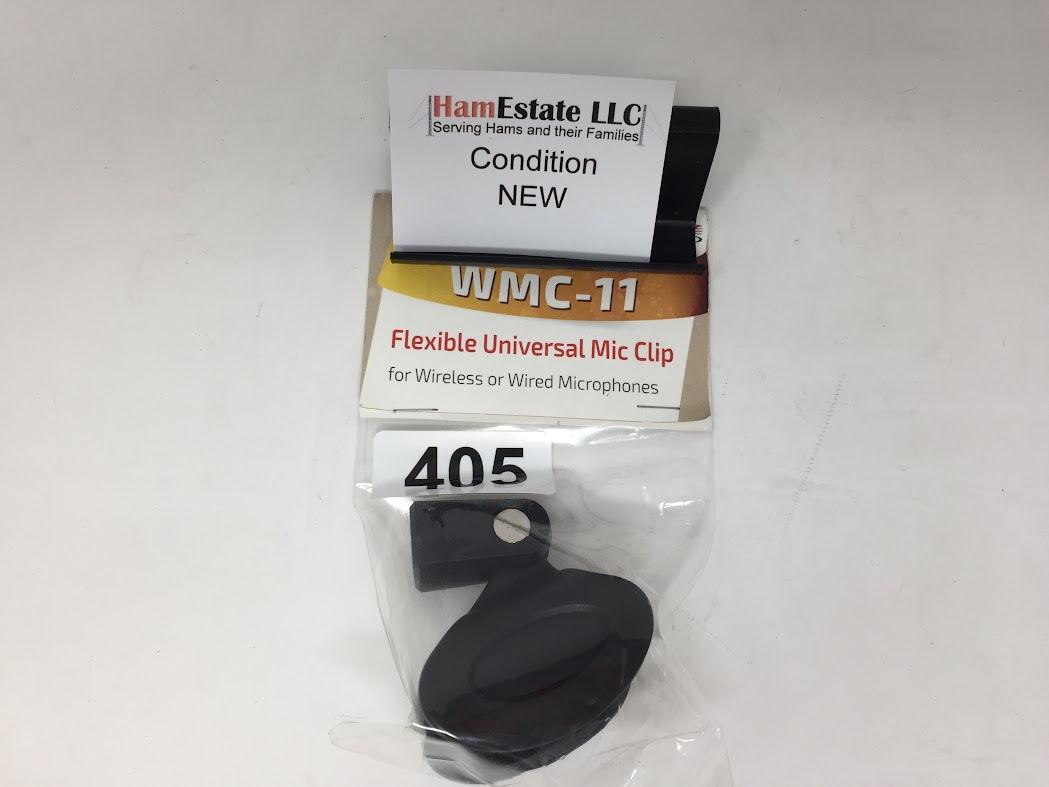 HamEstate LLC
Serving Hams and their Families
Condition
NEW
WMC-11
Flexible Universal Mic Clip
for Wireless or Wired Microphones
405